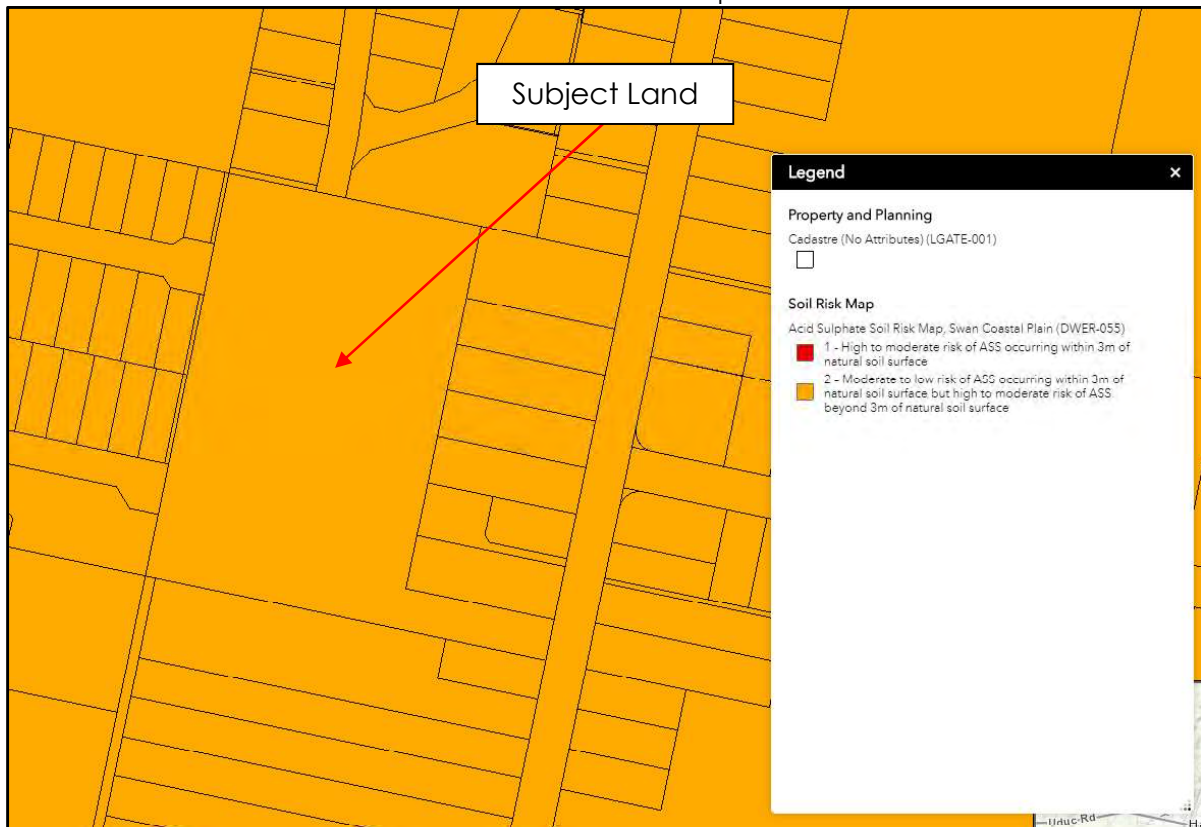 Subject Land
Legend
×
Property and Planning
Cadastre (No Attributes) (LGATE-001)
Soil Risk Map
Acid Sulphate Soil Risk Map, Swan Coastal Plain (DWER-055)
1 - High to moderate risk of ASS occurring within 3m of
natural soil surface
2 - Moderate to low risk of ASS occurring within 3m of
natural soil surface but high to moderate risk of ASS
beyond 3m of natural soil surface
Uduc-Rd